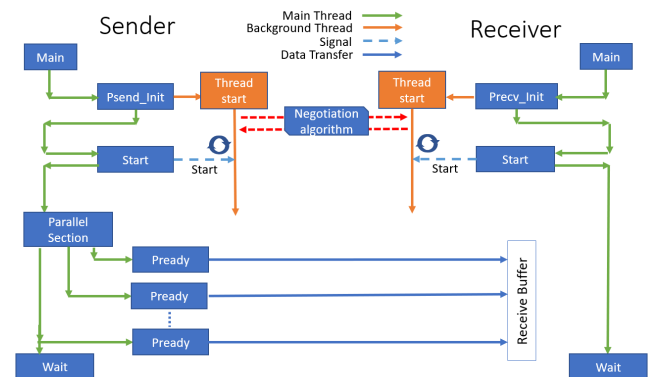 Sender
Main Thread
Background Thread
Signal
Data Transfer
Receiver
Main
Main
Psend_Init
Thread
start
Thread
start
Precv_Init
Negotiation
algorithm
Start
Start
Start
Start
Parallel
Section
Pready
Pready
Pready
Receive Buffer
Wait
Wait